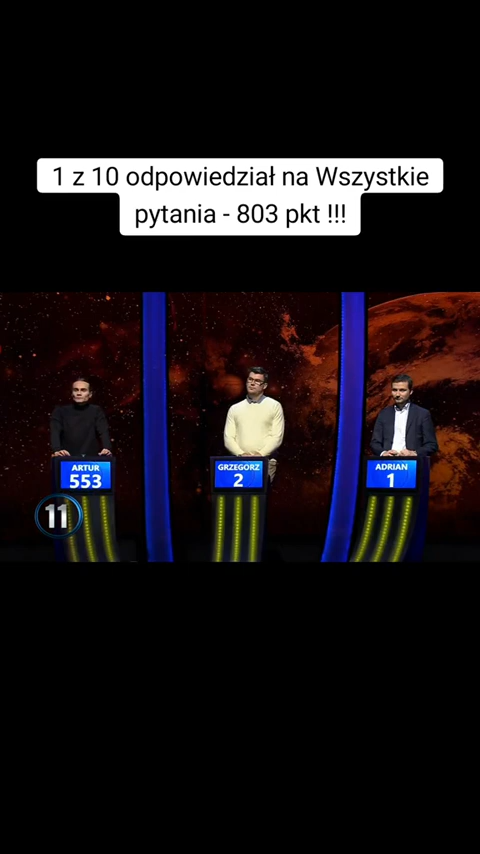 1 z 10 odpowiedział na Wszystkie
pytania - 803 pkt !!!
ARTUR
553
GRZEGORZ
2
ADRIAN
1
11